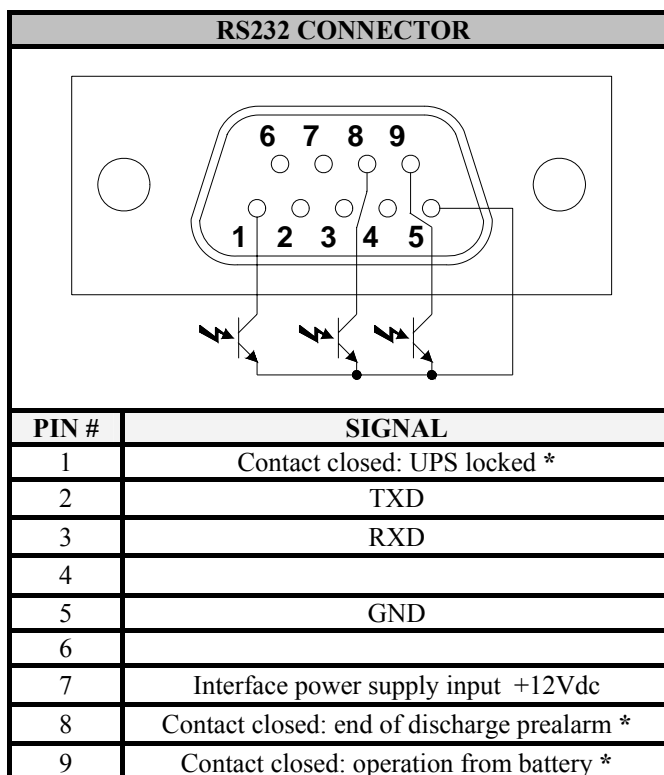 RS232 CONNECTOR
6 7 8 9
1 2 3 4 5
PIN # SIGNAL
1 Contact closed: UPS locked *
2 TXD
3 RXD
4
5 GND
6
7 Interface power supply input +12Vdc
8 Contact closed: end of discharge prealarm *
9 Contact closed: operation from battery *